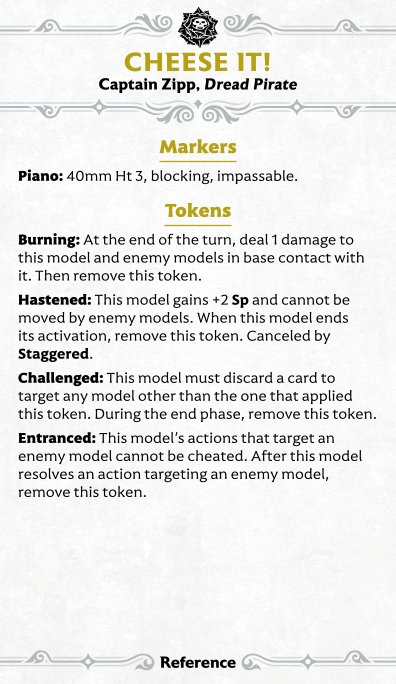 CHEESE IT!
Captain Zipp, Dread Pirate
Markers
Piano: 40mm Ht 3, blocking, impassable.
Tokens
Burning: At the end of the turn, deal 1 damage to
this model and enemy models in base contact with
it. Then remove this token.
Hastened: This model gains +2 Sp and cannot be
moved by enemy models. When this model ends
its activation, remove this token. Canceled by
Staggered.
Challenged: This model must discard a card to
target any model other than the one that applied
this token. During the end phase, remove this token.
Entranced: This model's actions that target an
enemy model cannot be cheated. After this model
resolves an action targeting an enemy model,
remove this token.
Reference